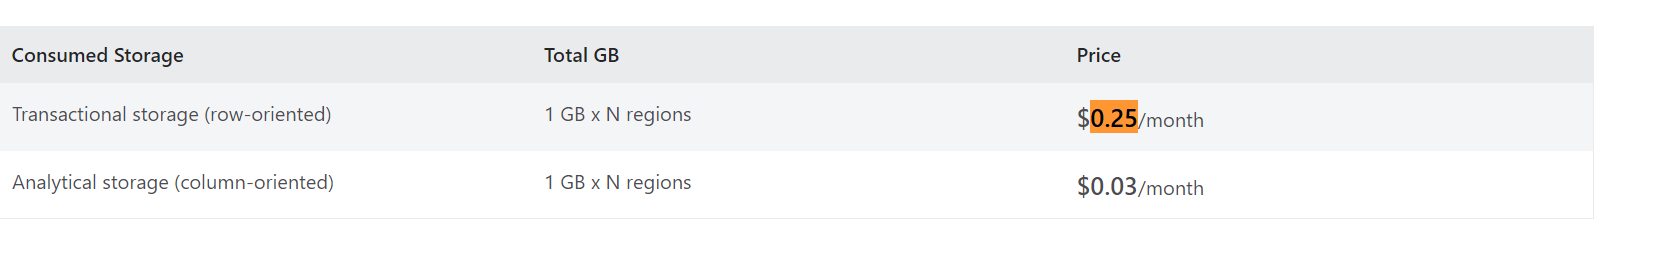 Consumed Storage Total GB Price
Transactional storage (row-oriented) 1 GB x N regions $0.25/month
Analytical storage (column-oriented) 1 GB x N regions $0.03/month